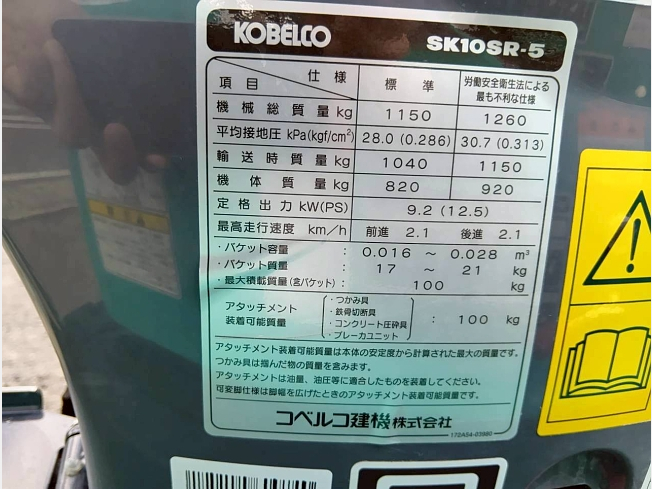 KOBELCO SK10SR-5
項目 仕様 標準 労働安全衛生法による
最も不利な仕様
機械総質量 kg 1150 1260
平均接地圧 kPa(kgf/cm²) 28.0 (0.286) 30.7 (0.313)
輸送時質量 kg 1040 1150
機体質量 kg 820 920
定格出力 kW(PS) 9.2 (12.5)
最高走行速度 km/h 前進 2.1 後進 2.1
・バケット容量 : 0.016 ~ 0.028 m³
・バケット質量 : 17 ~ 21 kg
・最大積載質量(含バケット) : 100 kg
アタッチメント
装着可能質量
・つかみ具
・鉄骨切断具
・コンクリート圧砕具
・ブレーカユニット
: 100 kg
アタッチメント装着可能質量は本体の安定度から計算された最大の質量です。
つかみ具は掴んだ物の質量を含みます。
アタッチメントは油量、油圧等に適合したものを装着してください。
可変脚仕様は脚幅を広げたときのアタッチメント装着可能質量です。
コベルコ建機株式会社